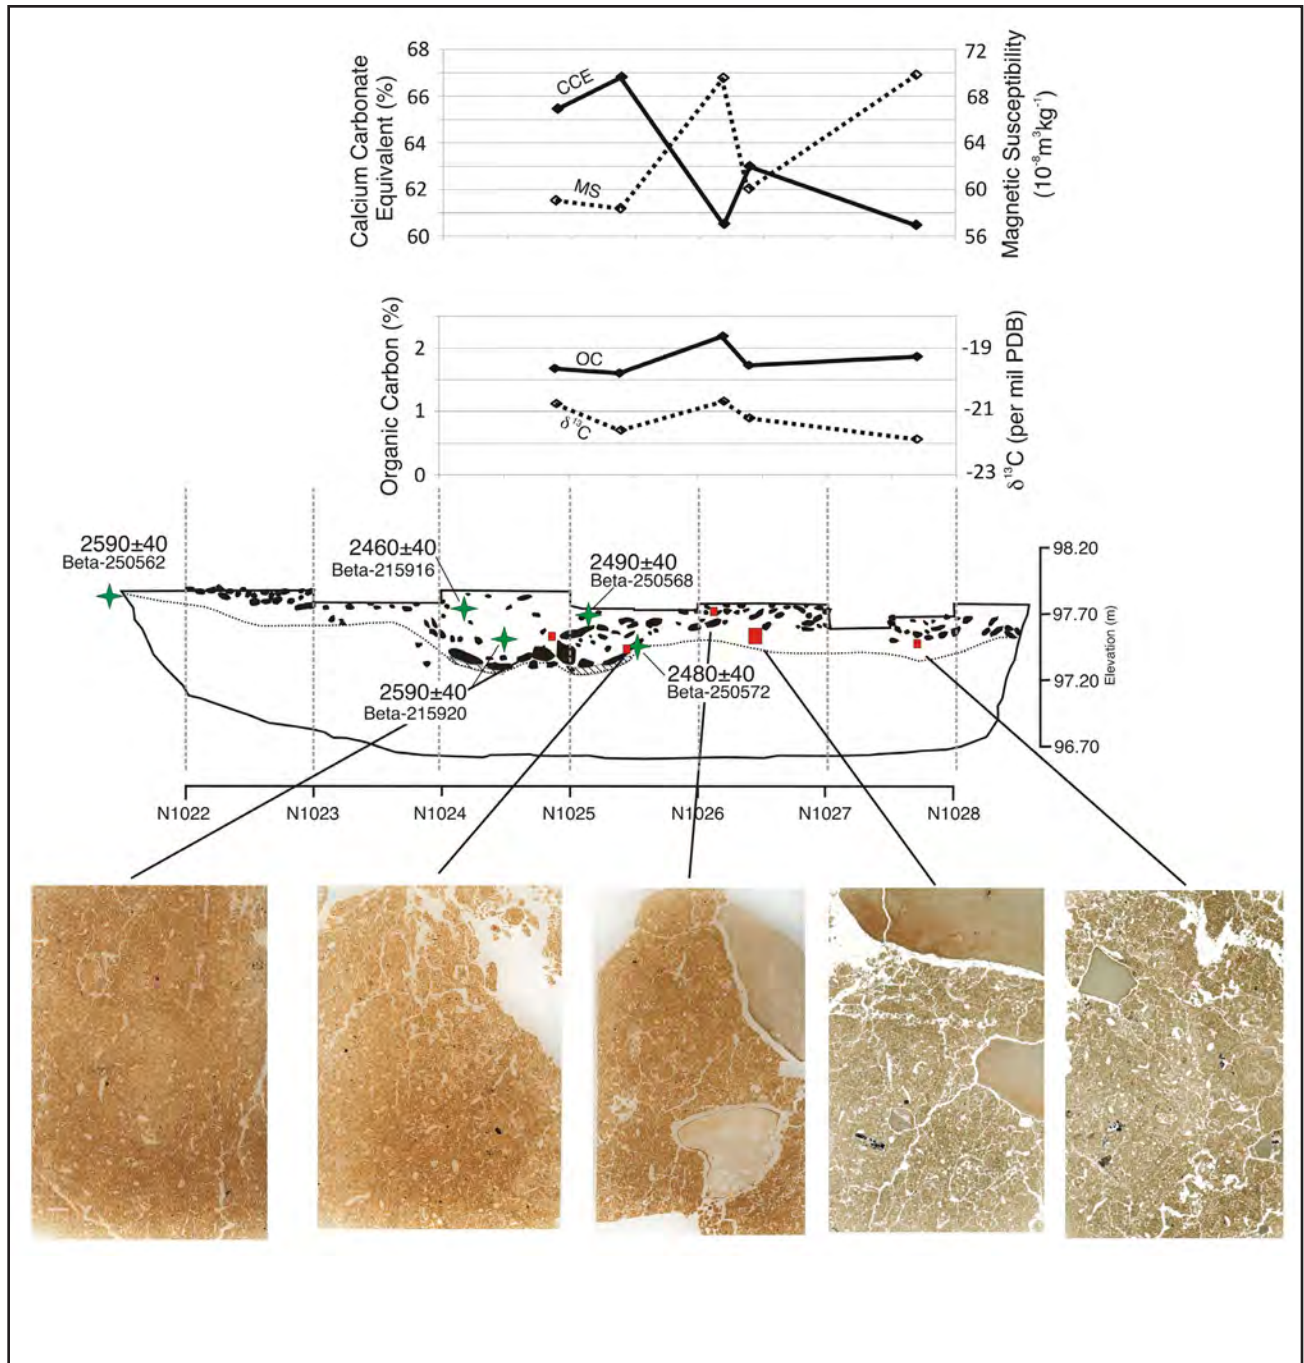 Calcium Carbonate
Equivalent (%)
68
66
64
62
60
CCE
MS
72
68
64
60
56
Magnetic Susceptibility
(10⁻⁸m³kg⁻¹)
Organic Carbon (%)
2
1
0
OC
δ¹³C
-19
-21
-23
δ¹³C (per mil PDB)
2590±40
Beta-250562
2460±40
Beta-215916
2490±40
Beta-250568
2590±40
Beta-215920
2480±40
Beta-250572
98.20
97.70
97.20
96.70
Elevation (m)
N1022 N1023 N1024 N1025 N1026 N1027 N1028